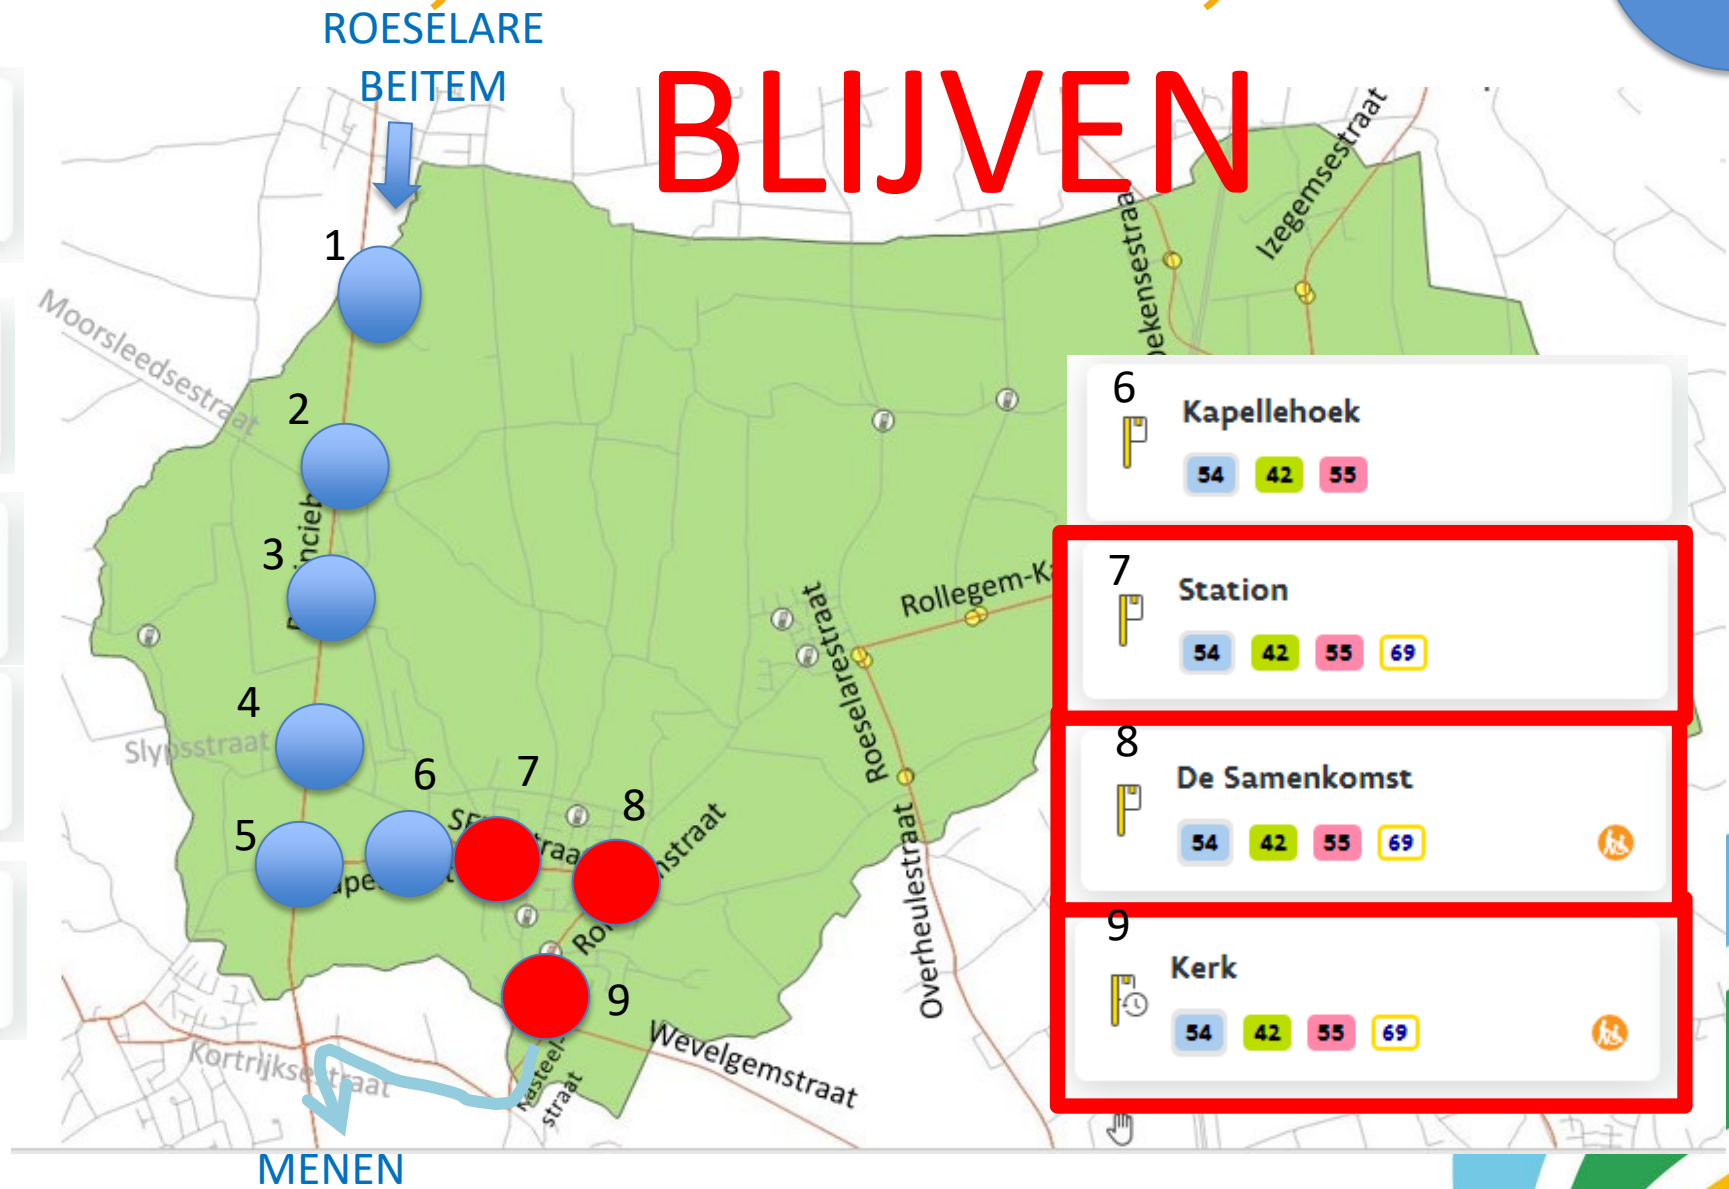 ROESELARE
BEITEM
BLIJVEN
1
2
3
4
5
6
7
8
9
Moorsleedsestraat
Izegemsestraat
Slypsstraat
Roeselarestraat
Overheulestraat
Wevelgemstraat
Kasteel-
straat
MENEN
6
Kapellehoek
54 42 55
7
Station
54 42 55 69
8
De Samenkomst
54 42 55 69
9
Kerk
54 42 55 69